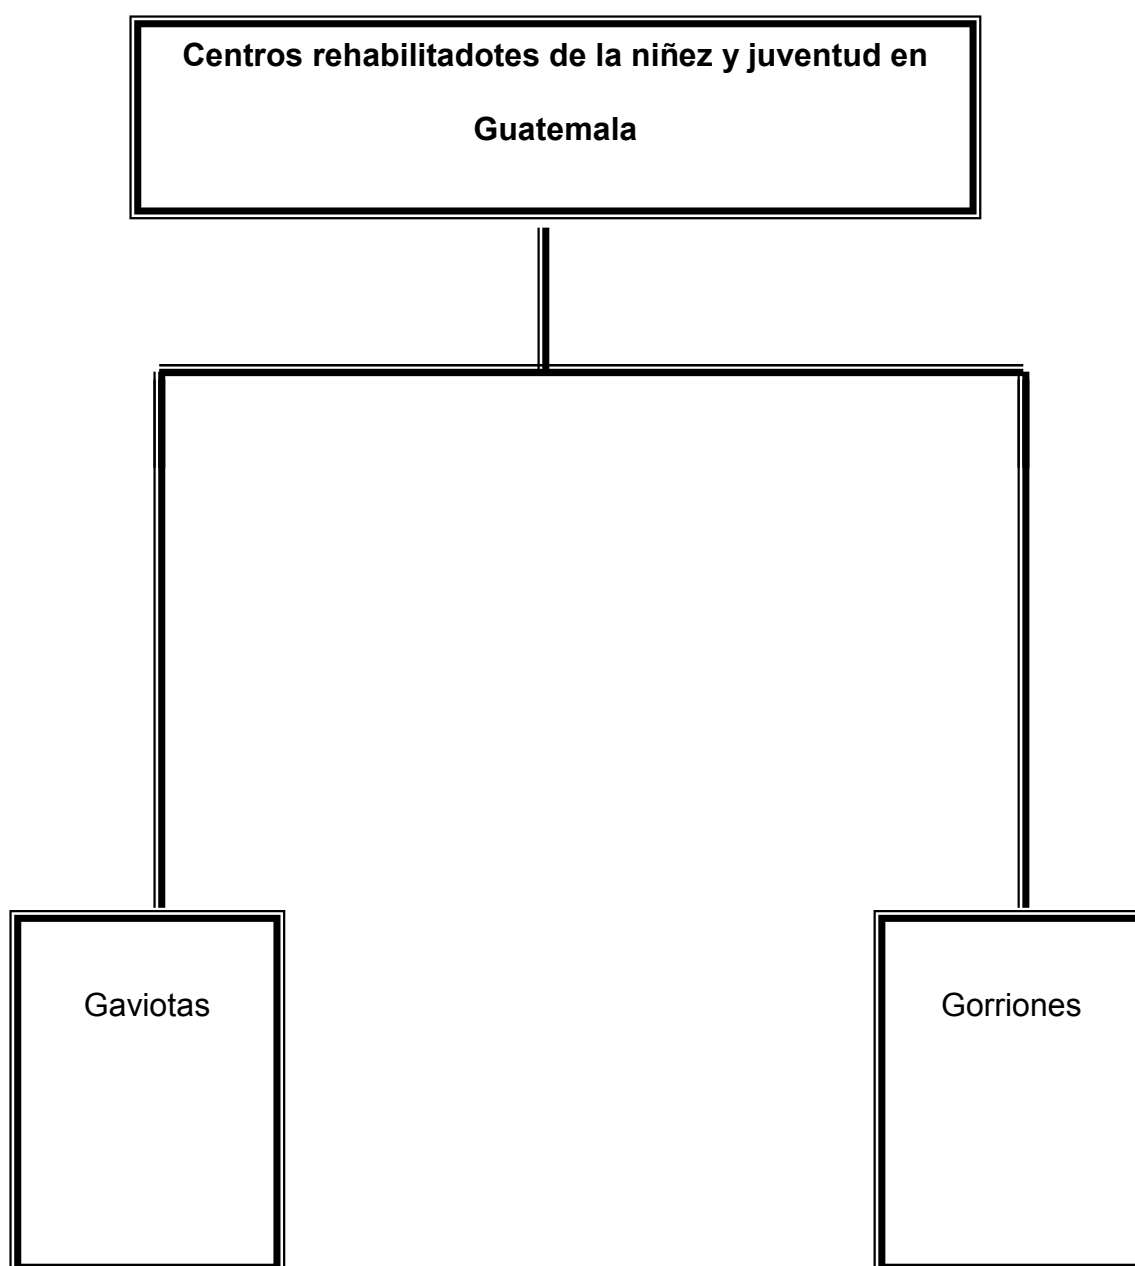 Centros rehabilitadotes de la niñez y juventud en
Guatemala
Gaviotas
Gorriones